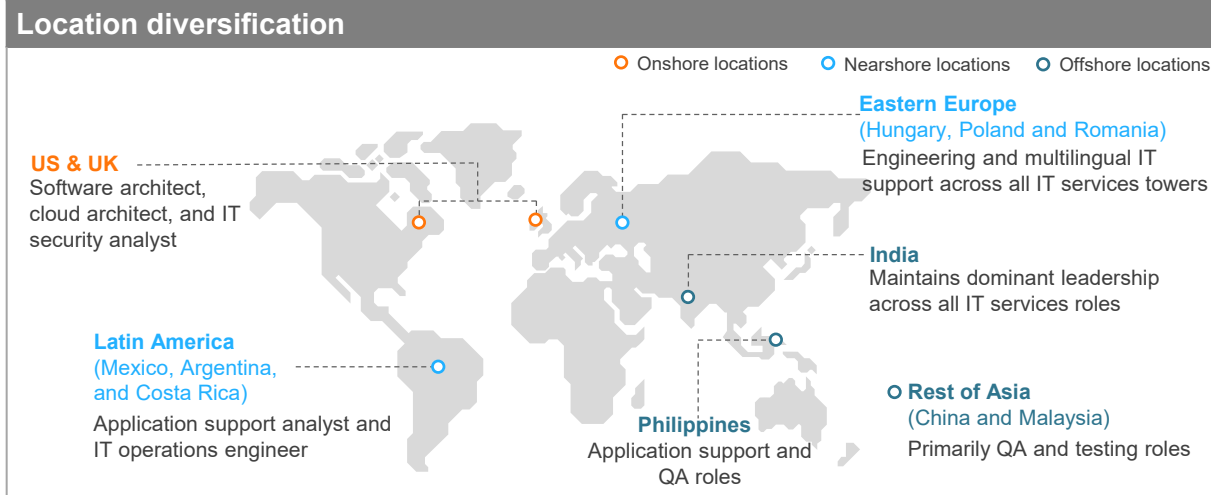 Location diversification
Onshore locations
Nearshore locations
Offshore locations
Eastern Europe
(Hungary, Poland and Romania)
Engineering and multilingual IT
support across all IT services towers
US & UK
Software architect,
cloud architect, and IT
security analyst
India
Maintains dominant leadership
across all IT services roles
Latin America
(Mexico, Argentina,
and Costa Rica)
Application support analyst and
IT operations engineer
Philippines
Application support and
QA roles
Rest of Asia
(China and Malaysia)
Primarily QA and testing roles